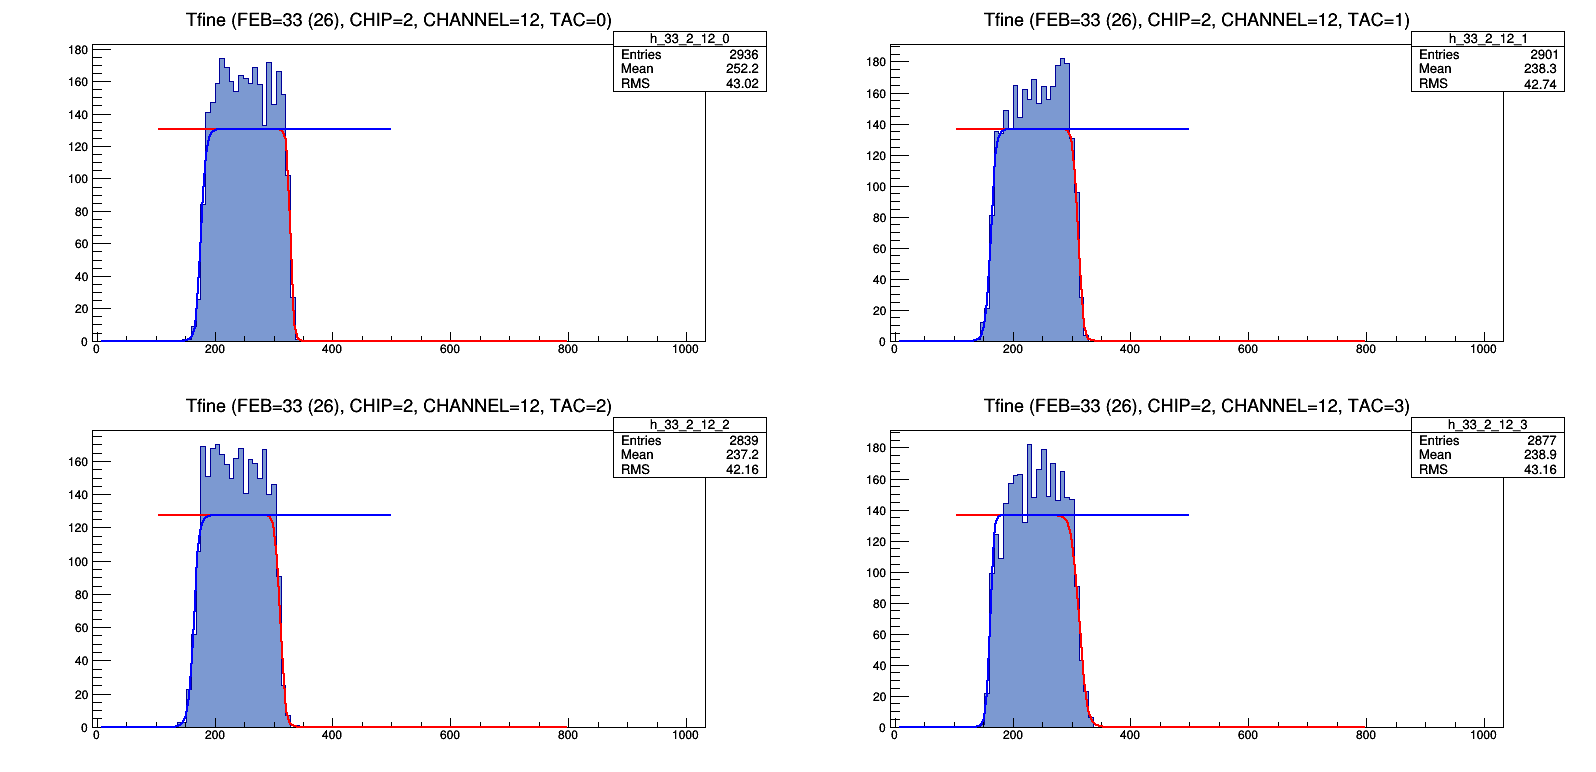 Tfine (FEB=33 (26), CHIP=2, CHANNEL=12, TAC=0)
h_33_2_12_0
Entries 2936
Mean 252.2
RMS 43.02
180
160
140
120
100
80
60
40
20
0
0 200 400 600 800 1000
Tfine (FEB=33 (26), CHIP=2, CHANNEL=12, TAC=1)
h_33_2_12_1
Entries 2901
Mean 238.3
RMS 42.74
180
160
140
120
100
80
60
40
20
0
0 200 400 600 800 1000
Tfine (FEB=33 (26), CHIP=2, CHANNEL=12, TAC=2)
h_33_2_12_2
Entries 2839
Mean 237.2
RMS 42.16
160
140
120
100
80
60
40
20
0
0 200 400 600 800 1000
Tfine (FEB=33 (26), CHIP=2, CHANNEL=12, TAC=3)
h_33_2_12_3
Entries 2877
Mean 238.9
RMS 43.16
180
160
140
120
100
80
60
40
20
0
0 200 400 600 800 1000